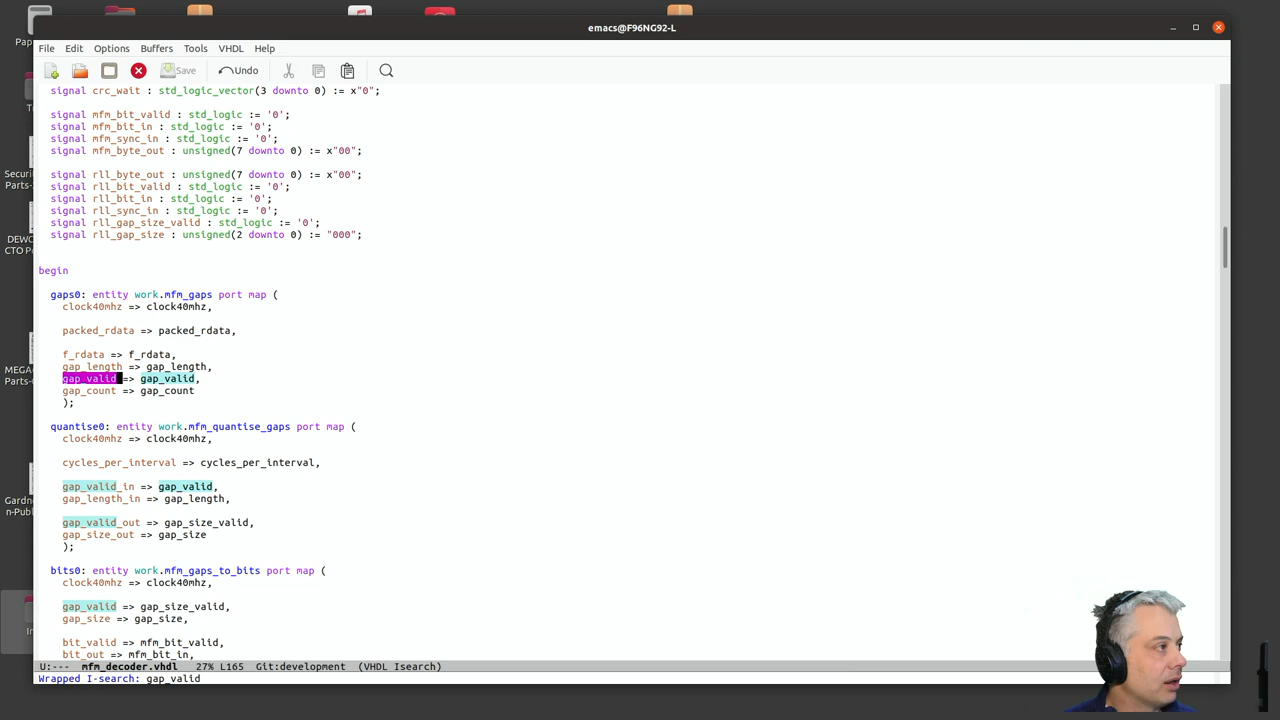 emacs@F96NG92-L
File Edit Options Buffers Tools VHDL Help
Save Undo
signal crc_wait : std_logic_vector(3 downto 0) := x"0";
signal mfm_bit_valid : std_logic := '0';
signal mfm_bit_in : std_logic := '0';
signal mfm_sync_in : std_logic := '0';
signal mfm_byte_out : unsigned(7 downto 0) := x"00";
signal rll_byte_out : unsigned(7 downto 0) := x"00";
signal rll_bit_valid : std_logic := '0';
signal rll_bit_in : std_logic := '0';
signal rll_sync_in : std_logic := '0';
signal rll_gap_size_valid : std_logic := '0';
signal rll_gap_size : unsigned(2 downto 0) := "000";
begin
gaps0: entity work.mfm_gaps port map (
clock40mhz => clock40mhz,
packed_rdata => packed_rdata,
f_rdata => f_rdata,
gap_length => gap_length,
gap_valid => gap_valid,
gap_count => gap_count
);
quantise0: entity work.mfm_quantise_gaps port map (
clock40mhz => clock40mhz,
cycles_per_interval => cycles_per_interval,
gap_valid_in => gap_valid,
gap_length_in => gap_length,
gap_valid_out => gap_size_valid,
gap_size_out => gap_size
);
bits0: entity work.mfm_gaps_to_bits port map (
clock40mhz => clock40mhz,
gap_valid => gap_size_valid,
gap_size => gap_size,
bit_valid => mfm_bit_valid,
bit_out => mfm_bit_in,
U:--- mfm_decoder.vhdl 27% L165 Git:development (VHDL Isearch)
Wrapped I-search: gap_valid